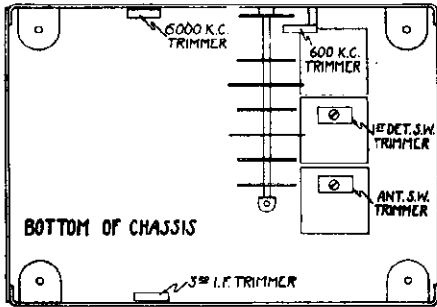 6000 K.C.
TRIMMER
600 K.C.
TRIMMER
1ST DET. S.W.
TRIMMER
ANT. S.W.
TRIMMER
BOTTOM OF CHASSIS
3RD I.F. TRIMMER